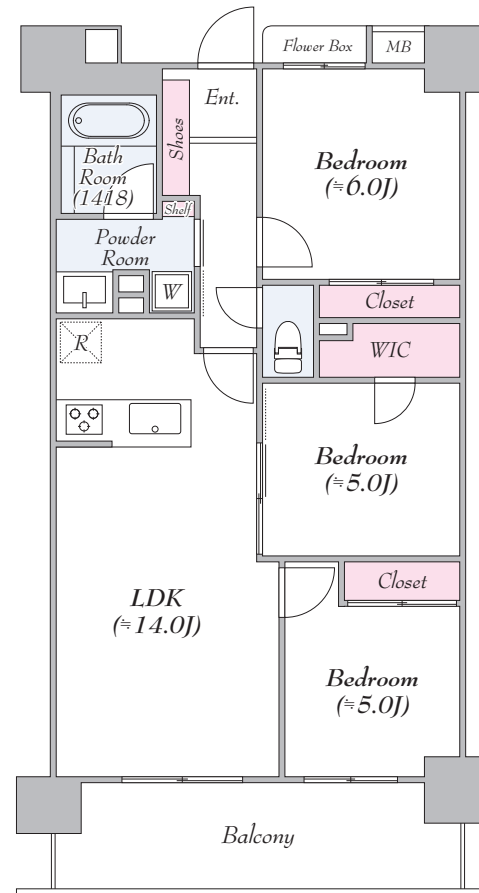 Flower Box
MB
Ent.
Shoes
Bath
Room
(1418)
Bedroom
(≒6.0J)
Shelf
Powder
Room
W
Closet
R
WIC
Bedroom
(≒5.0J)
Closet
LDK
(≒14.0J)
Bedroom
(≒5.0J)
Balcony